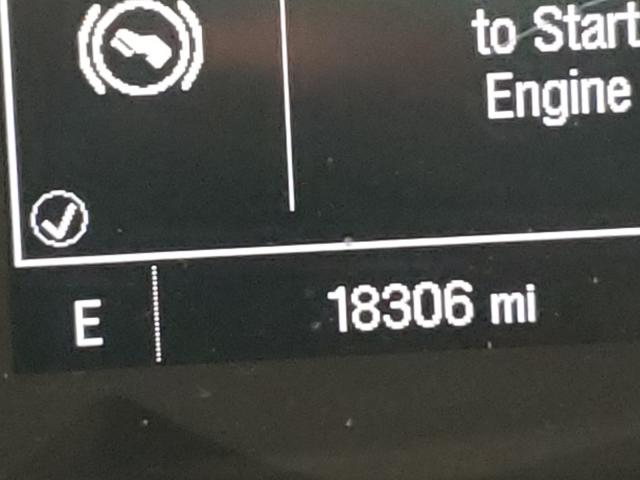 to Start
Engine
E
18306 mi